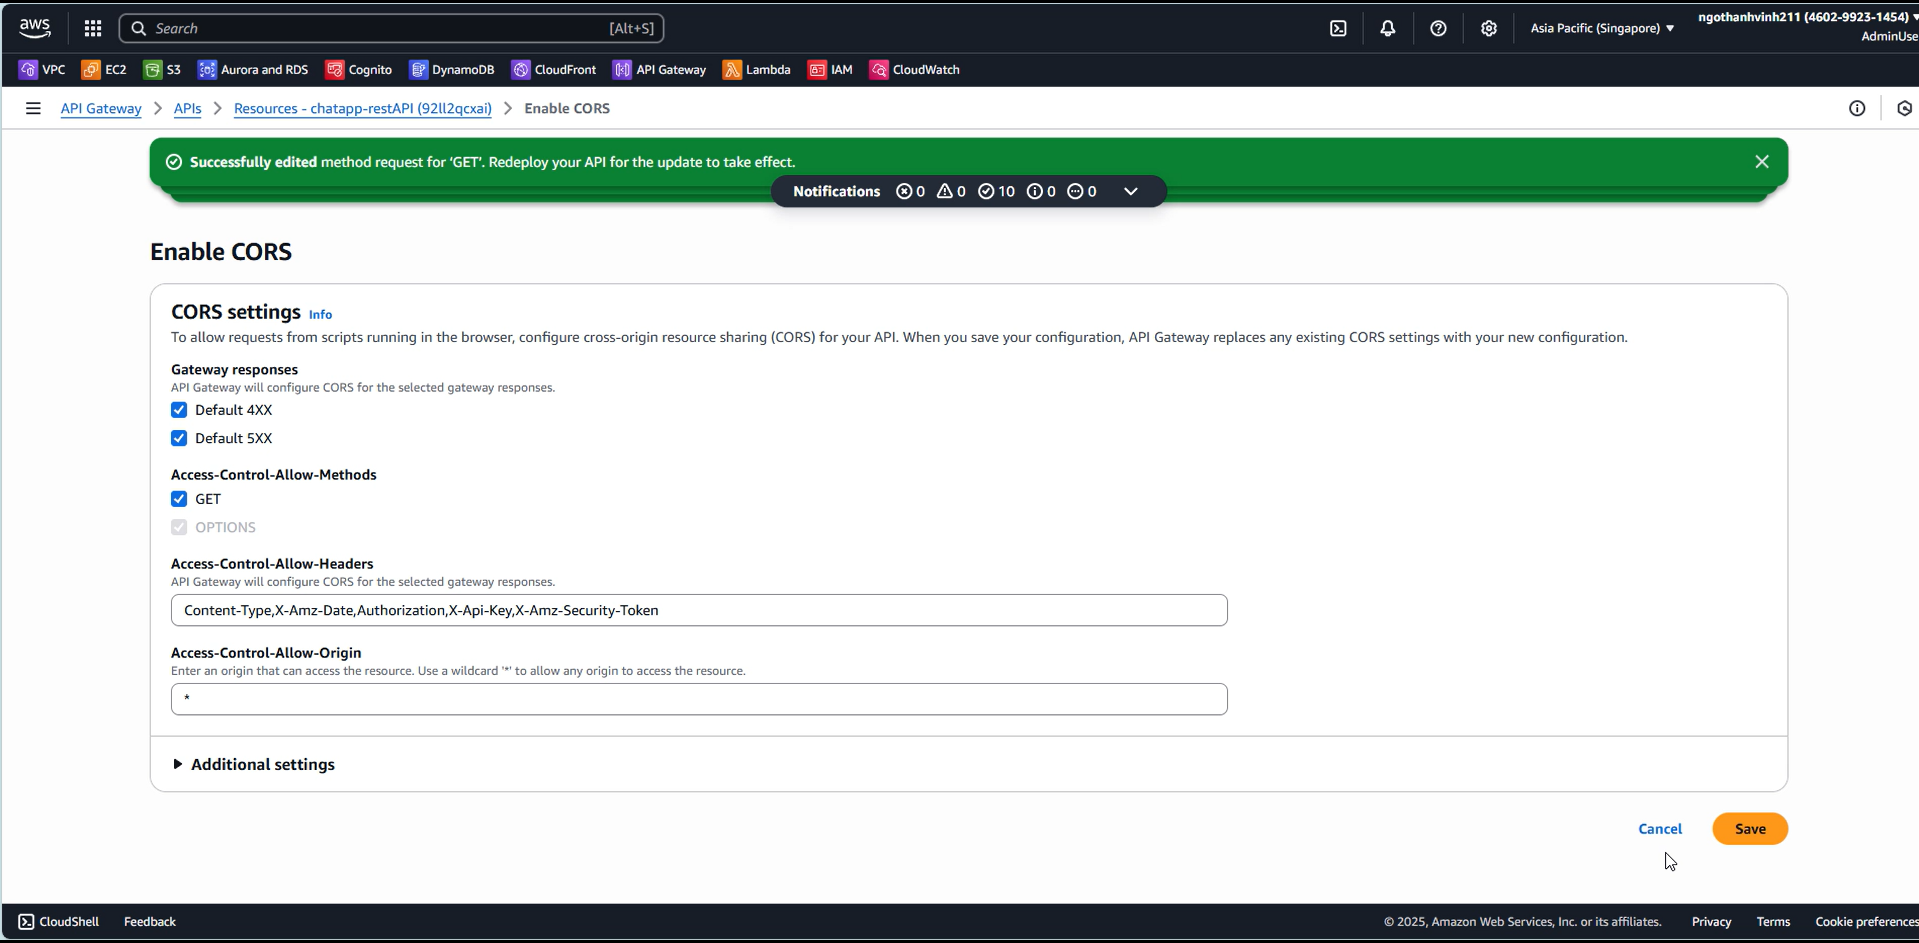 aws Search [Alt+S] Asia Pacific (Singapore) ngothanhvinh211 (4602-9923-1454)
AdminUse
VPC EC2 S3 Aurora and RDS Cognito DynamoDB CloudFront API Gateway Lambda IAM CloudWatch
API Gateway > APIs > Resources - chatapp-restAPI (92ll2qcxai) > Enable CORS
Successfully edited method request for ‘GET’. Redeploy your API for the update to take effect.
Notifications 0 0 10 0 0
Enable CORS
CORS settings Info
To allow requests from scripts running in the browser, configure cross-origin resource sharing (CORS) for your API. When you save your configuration, API Gateway replaces any existing CORS settings with your new configuration.
Gateway responses
API Gateway will configure CORS for the selected gateway responses.
Default 4XX
Default 5XX
Access-Control-Allow-Methods
GET
OPTIONS
Access-Control-Allow-Headers
API Gateway will configure CORS for the selected gateway responses.
Content-Type,X-Amz-Date,Authorization,X-Api-Key,X-Amz-Security-Token
Access-Control-Allow-Origin
Enter an origin that can access the resource. Use a wildcard '*' to allow any origin to access the resource.
*
Additional settings
Cancel Save
CloudShell Feedback © 2025, Amazon Web Services, Inc. or its affiliates. Privacy Terms Cookie preferences